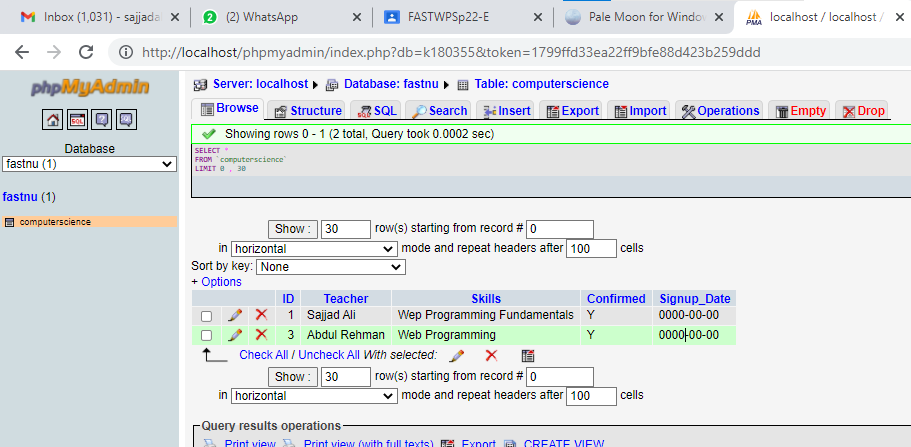 Inbox (1,031) - sajjada
(2) WhatsApp
FASTWPSp22-E
Pale Moon for Window
localhost / localhost /
http://localhost/phpmyadmin/index.php?db=k180355&token=1799ffd33ea22ff9bfe88d423b259ddd
phpMyAdmin
SQL
Database
fastnu (1)
fastnu (1)
computerscience
Server: localhost Database: fastnu Table: computerscience
Browse Structure SQL Search Insert Export Import Operations Empty Drop
Showing rows 0 - 1 (2 total, Query took 0.0002 sec)
SELECT *
FROM `computerscience`
LIMIT 0 , 30
Show : 30 row(s) starting from record # 0
in horizontal mode and repeat headers after 100 cells
Sort by key: None
+ Options
ID Teacher Skills Confirmed Signup_Date
1 Sajjad Ali Wep Programming Fundamentals Y 0000-00-00
3 Abdul Rehman Web Programming Y 0000-00-00
Check All / Uncheck All With selected:
Show : 30 row(s) starting from record # 0
in horizontal mode and repeat headers after 100 cells
Query results operations
Print view Print view (with full texts) Export CREATE VIEW